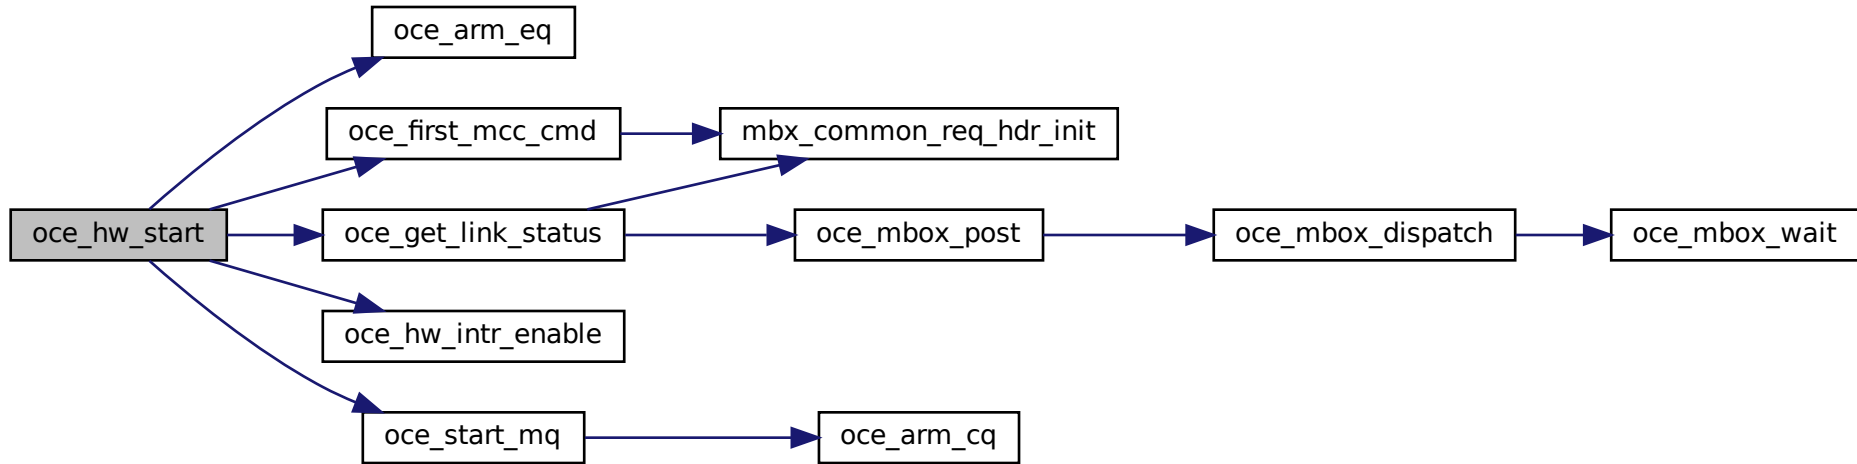 oce_arm_eq
oce_first_mcc_cmd
mbx_common_req_hdr_init
oce_hw_start
oce_get_link_status
oce_mbox_post
oce_mbox_dispatch
oce_mbox_wait
oce_hw_intr_enable
oce_start_mq
oce_arm_cq